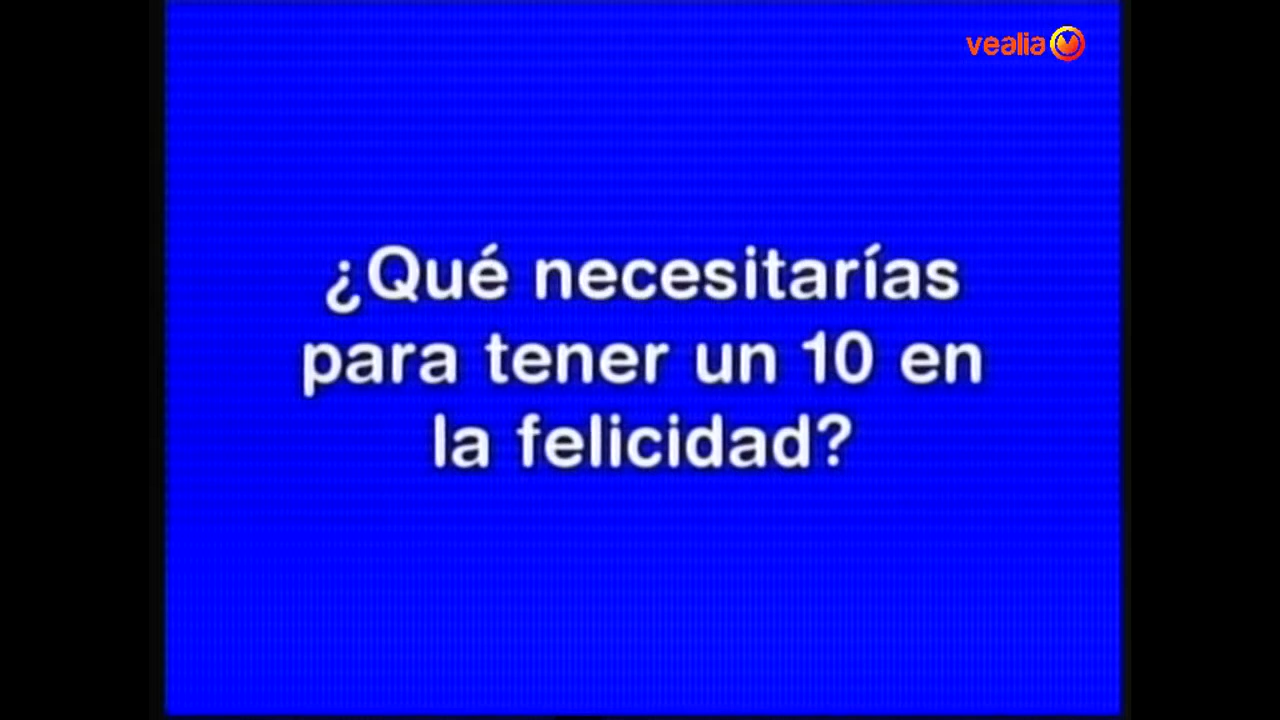 vealia
¿Qué necesitarías
para tener un 10 en
la felicidad?